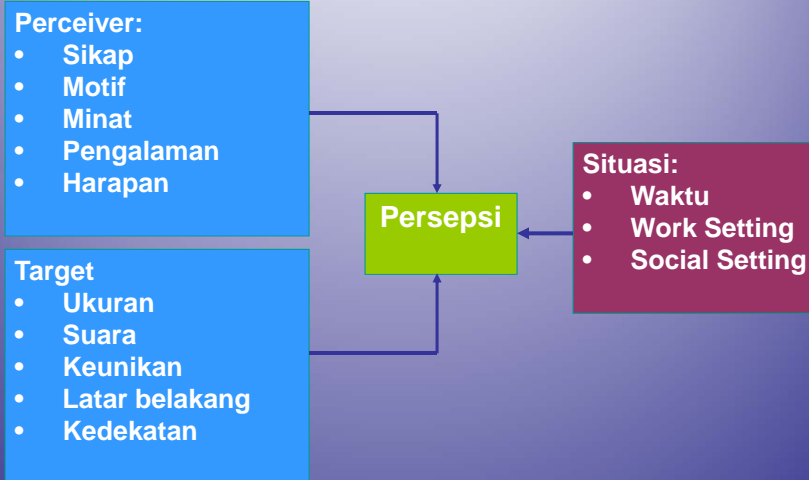 Perceiver:
• Sikap
• Motif
• Minat
• Pengalaman
• Harapan
Target
• Ukuran
• Suara
• Keunikan
• Latar belakang
• Kedekatan
Persepsi
Situasi:
• Waktu
• Work Setting
• Social Setting